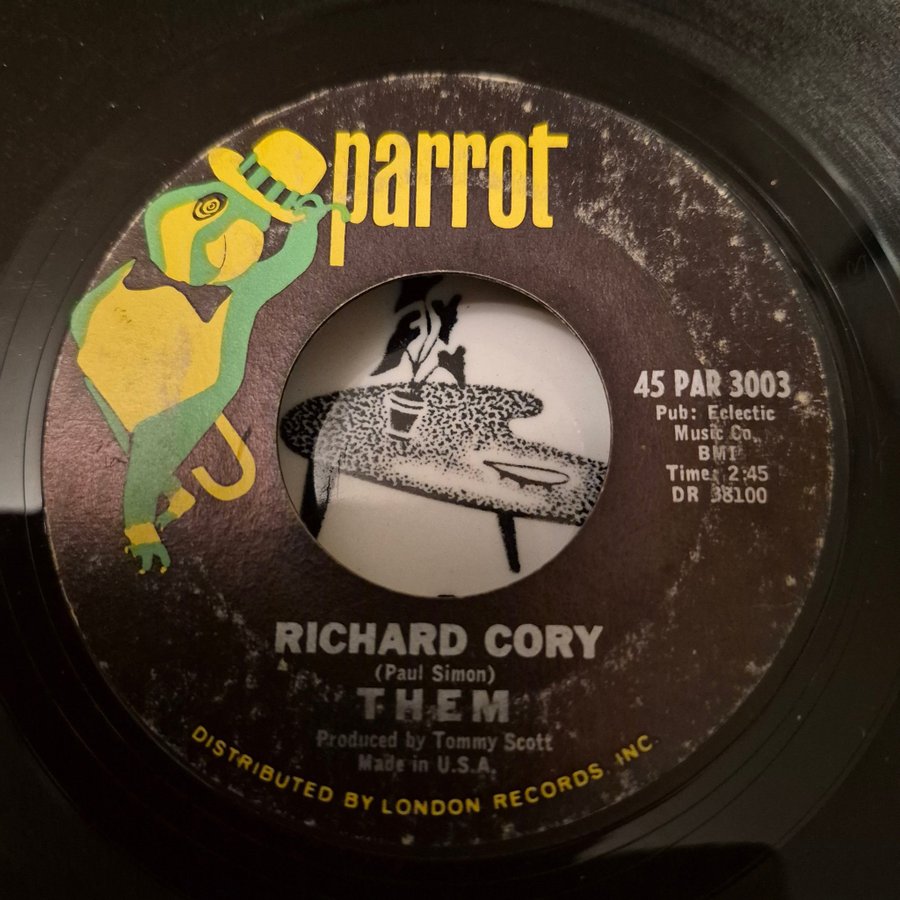 parrot
45 PAR 3003
Pub: Eclectic
Music Co.
BMI
Time: 2:45
DR 38100
RICHARD CORY
(Paul Simon)
THEM
Produced by Tommy Scott
Made in U.S.A.
DISTRIBUTED BY LONDON RECORDS, INC.